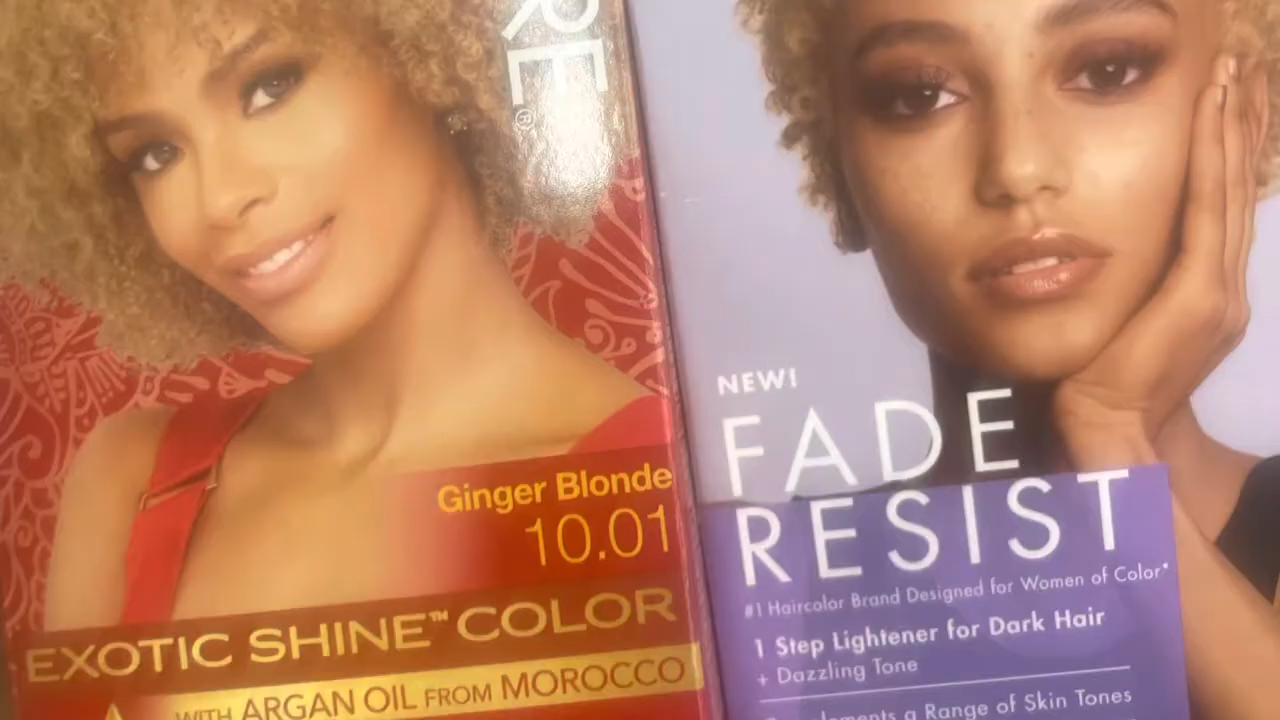 RE®
Ginger Blonde
10.01
EXOTIC SHINE™ COLOR
WITH ARGAN OIL FROM MOROCCO
NEW!
FADE
RESIST
#1 Haircolor Brand Designed for Women of Color*
1 Step Lightener for Dark Hair
+ Dazzling Tone
a Range of Skin Tones